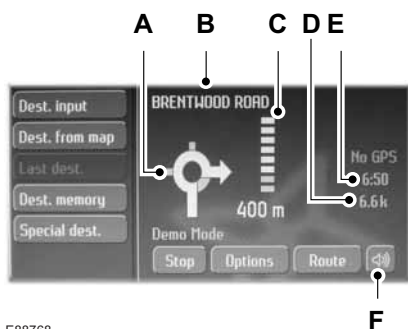 A B C D E
Dest. input
BRENTWOOD ROAD
Dest. from map
Last dest.
No GPS
6:50
Dest. memory
6.6k
400 m
Special dest.
Demo Mode
Stop Options Route
F
E88768